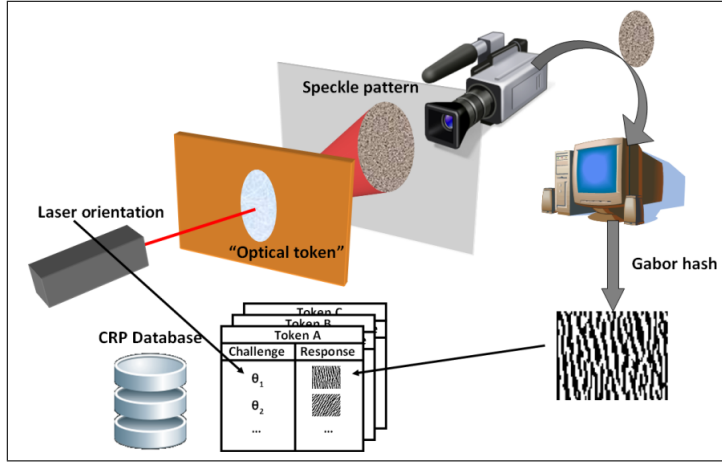 Speckle pattern
Laser orientation
“Optical token”
Gabor hash
CRP Database
Token C
Token B
Token A
Challenge Response
θ1
θ2
... ...